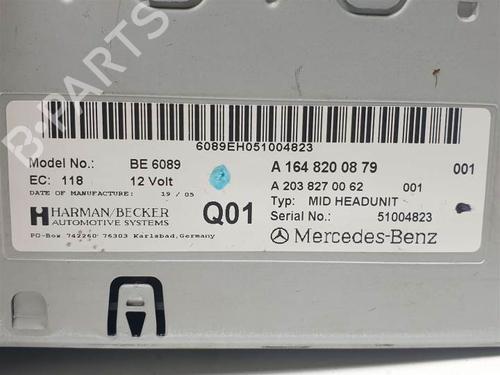 B-PARTS
6089EH051004823
Model No.: BE 6089
EC: 118 12 Volt
DATE OF MANUFACTURE: 19 / 05
HARMAN/BECKER
AUTOMOTIVE SYSTEMS
PO-Box 742260 76303 Karlsbad,Germany
Q01
A 164 820 08 79 001
A 203 827 00 62 001
Typ: MID HEADUNIT
Serial No.: 51004823
Mercedes-Benz
A